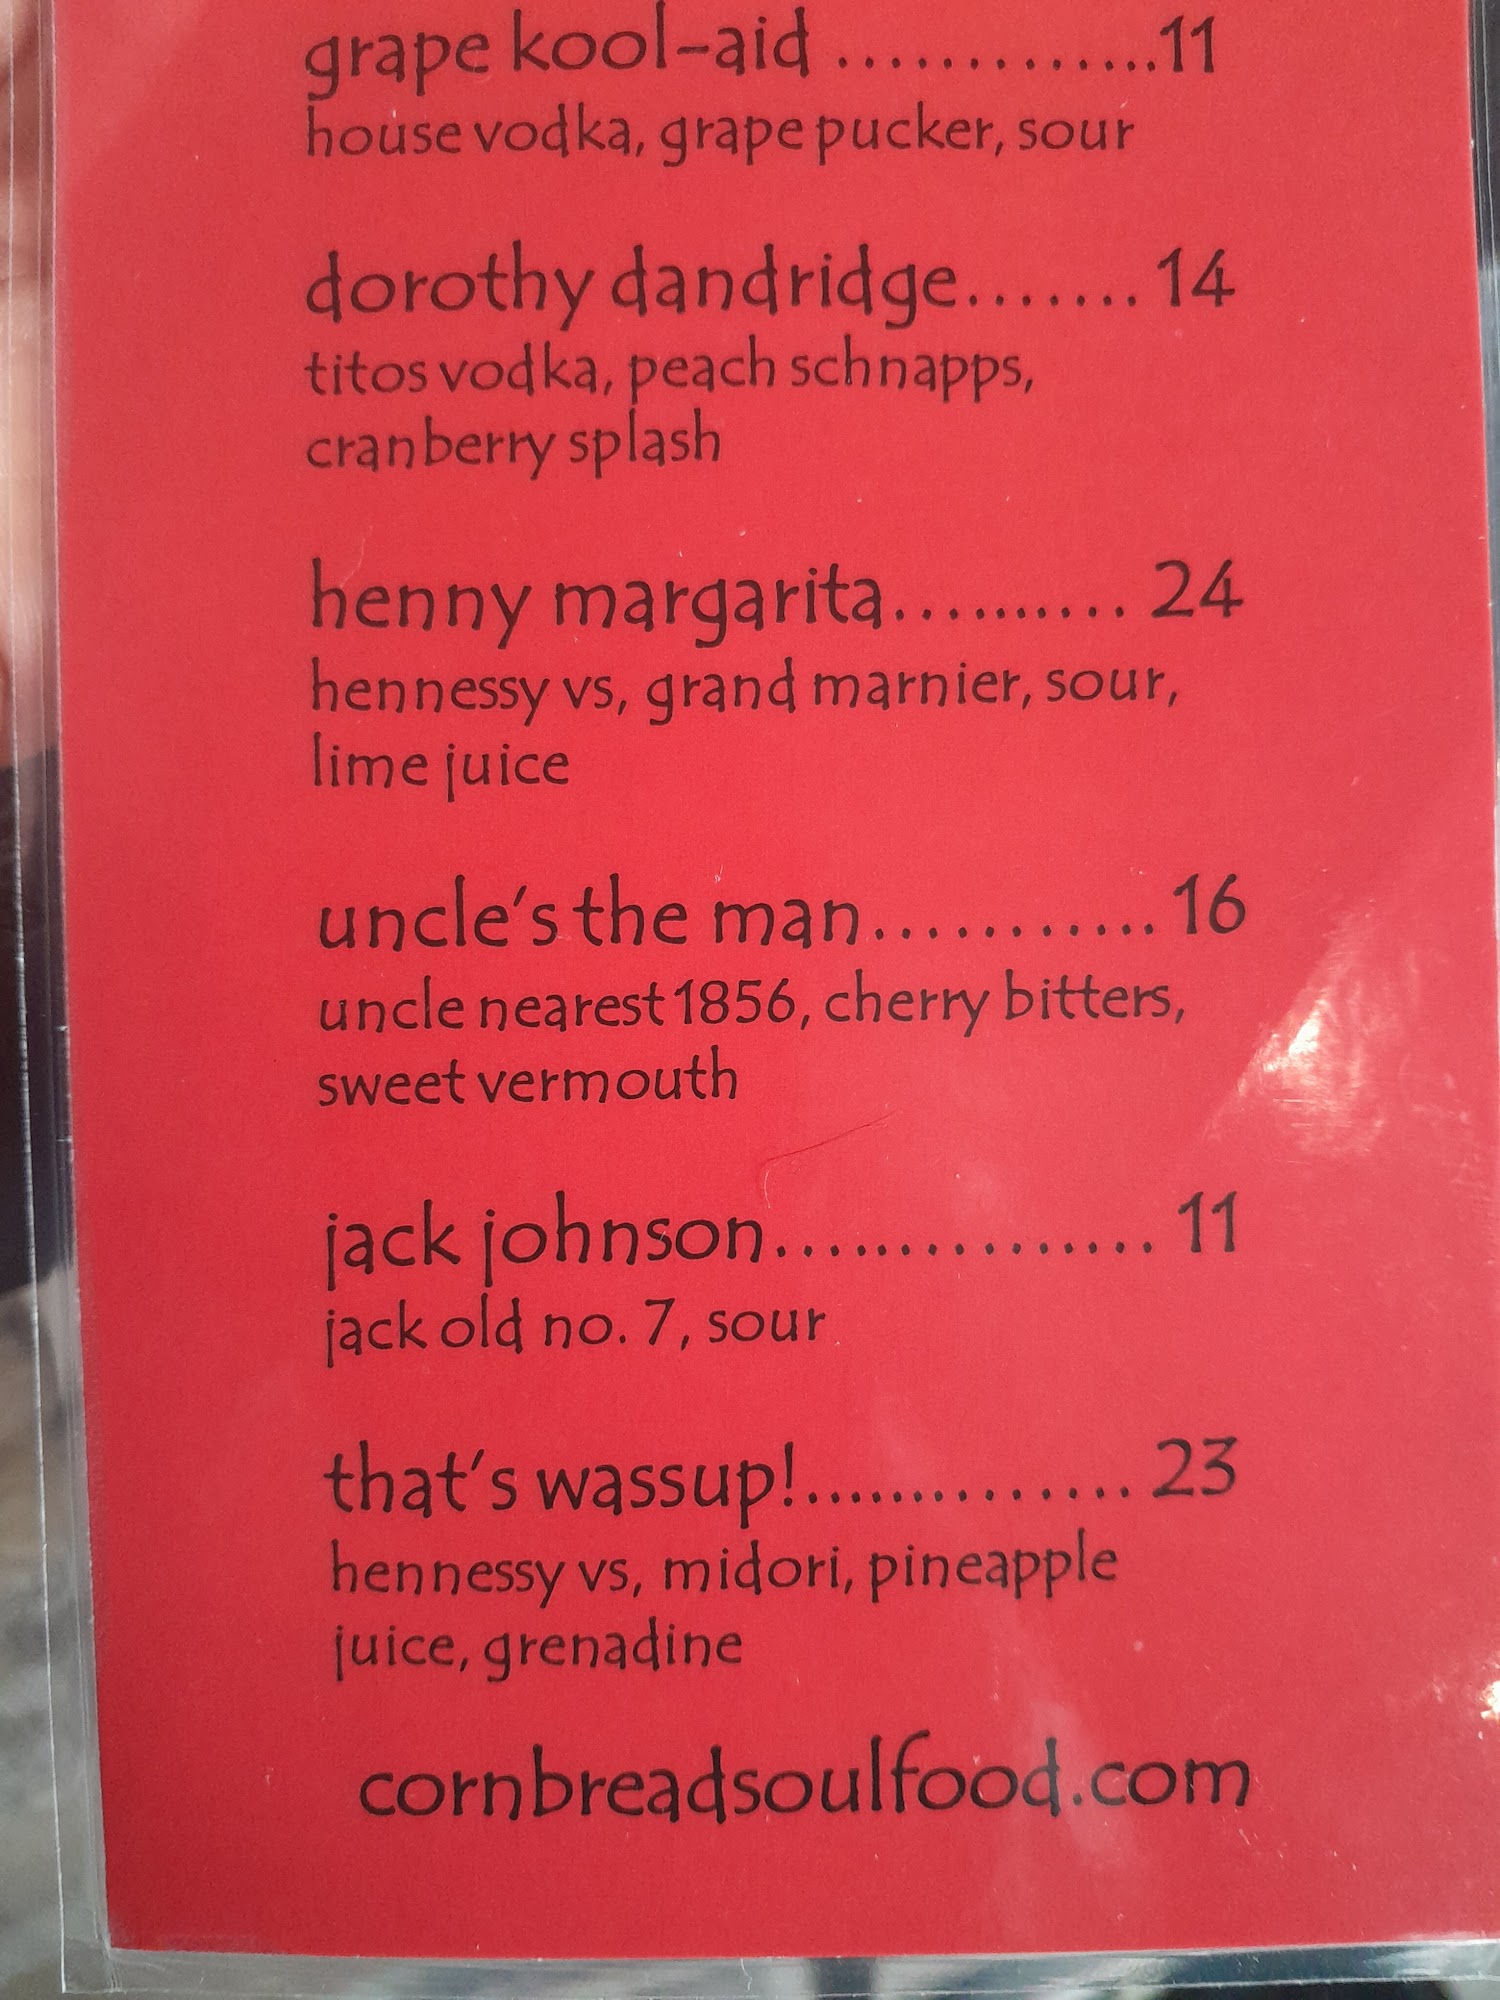 grape kool-aid ..............11
house vodka, grape pucker, sour
dorothy dandridge....... 14
titos vodka, peach schnapps,
cranberry splash
henny margarita.......... 24
hennessy vs, grand marnier, sour,
lime juice
uncle's the man........... 16
uncle nearest 1856, cherry bitters,
sweet vermouth
jack johnson................ 11
jack old no. 7, sour
that's wassup!............... 23
hennessy vs, midori, pineapple
juice, grenadine
cornbreadsoulfood.com